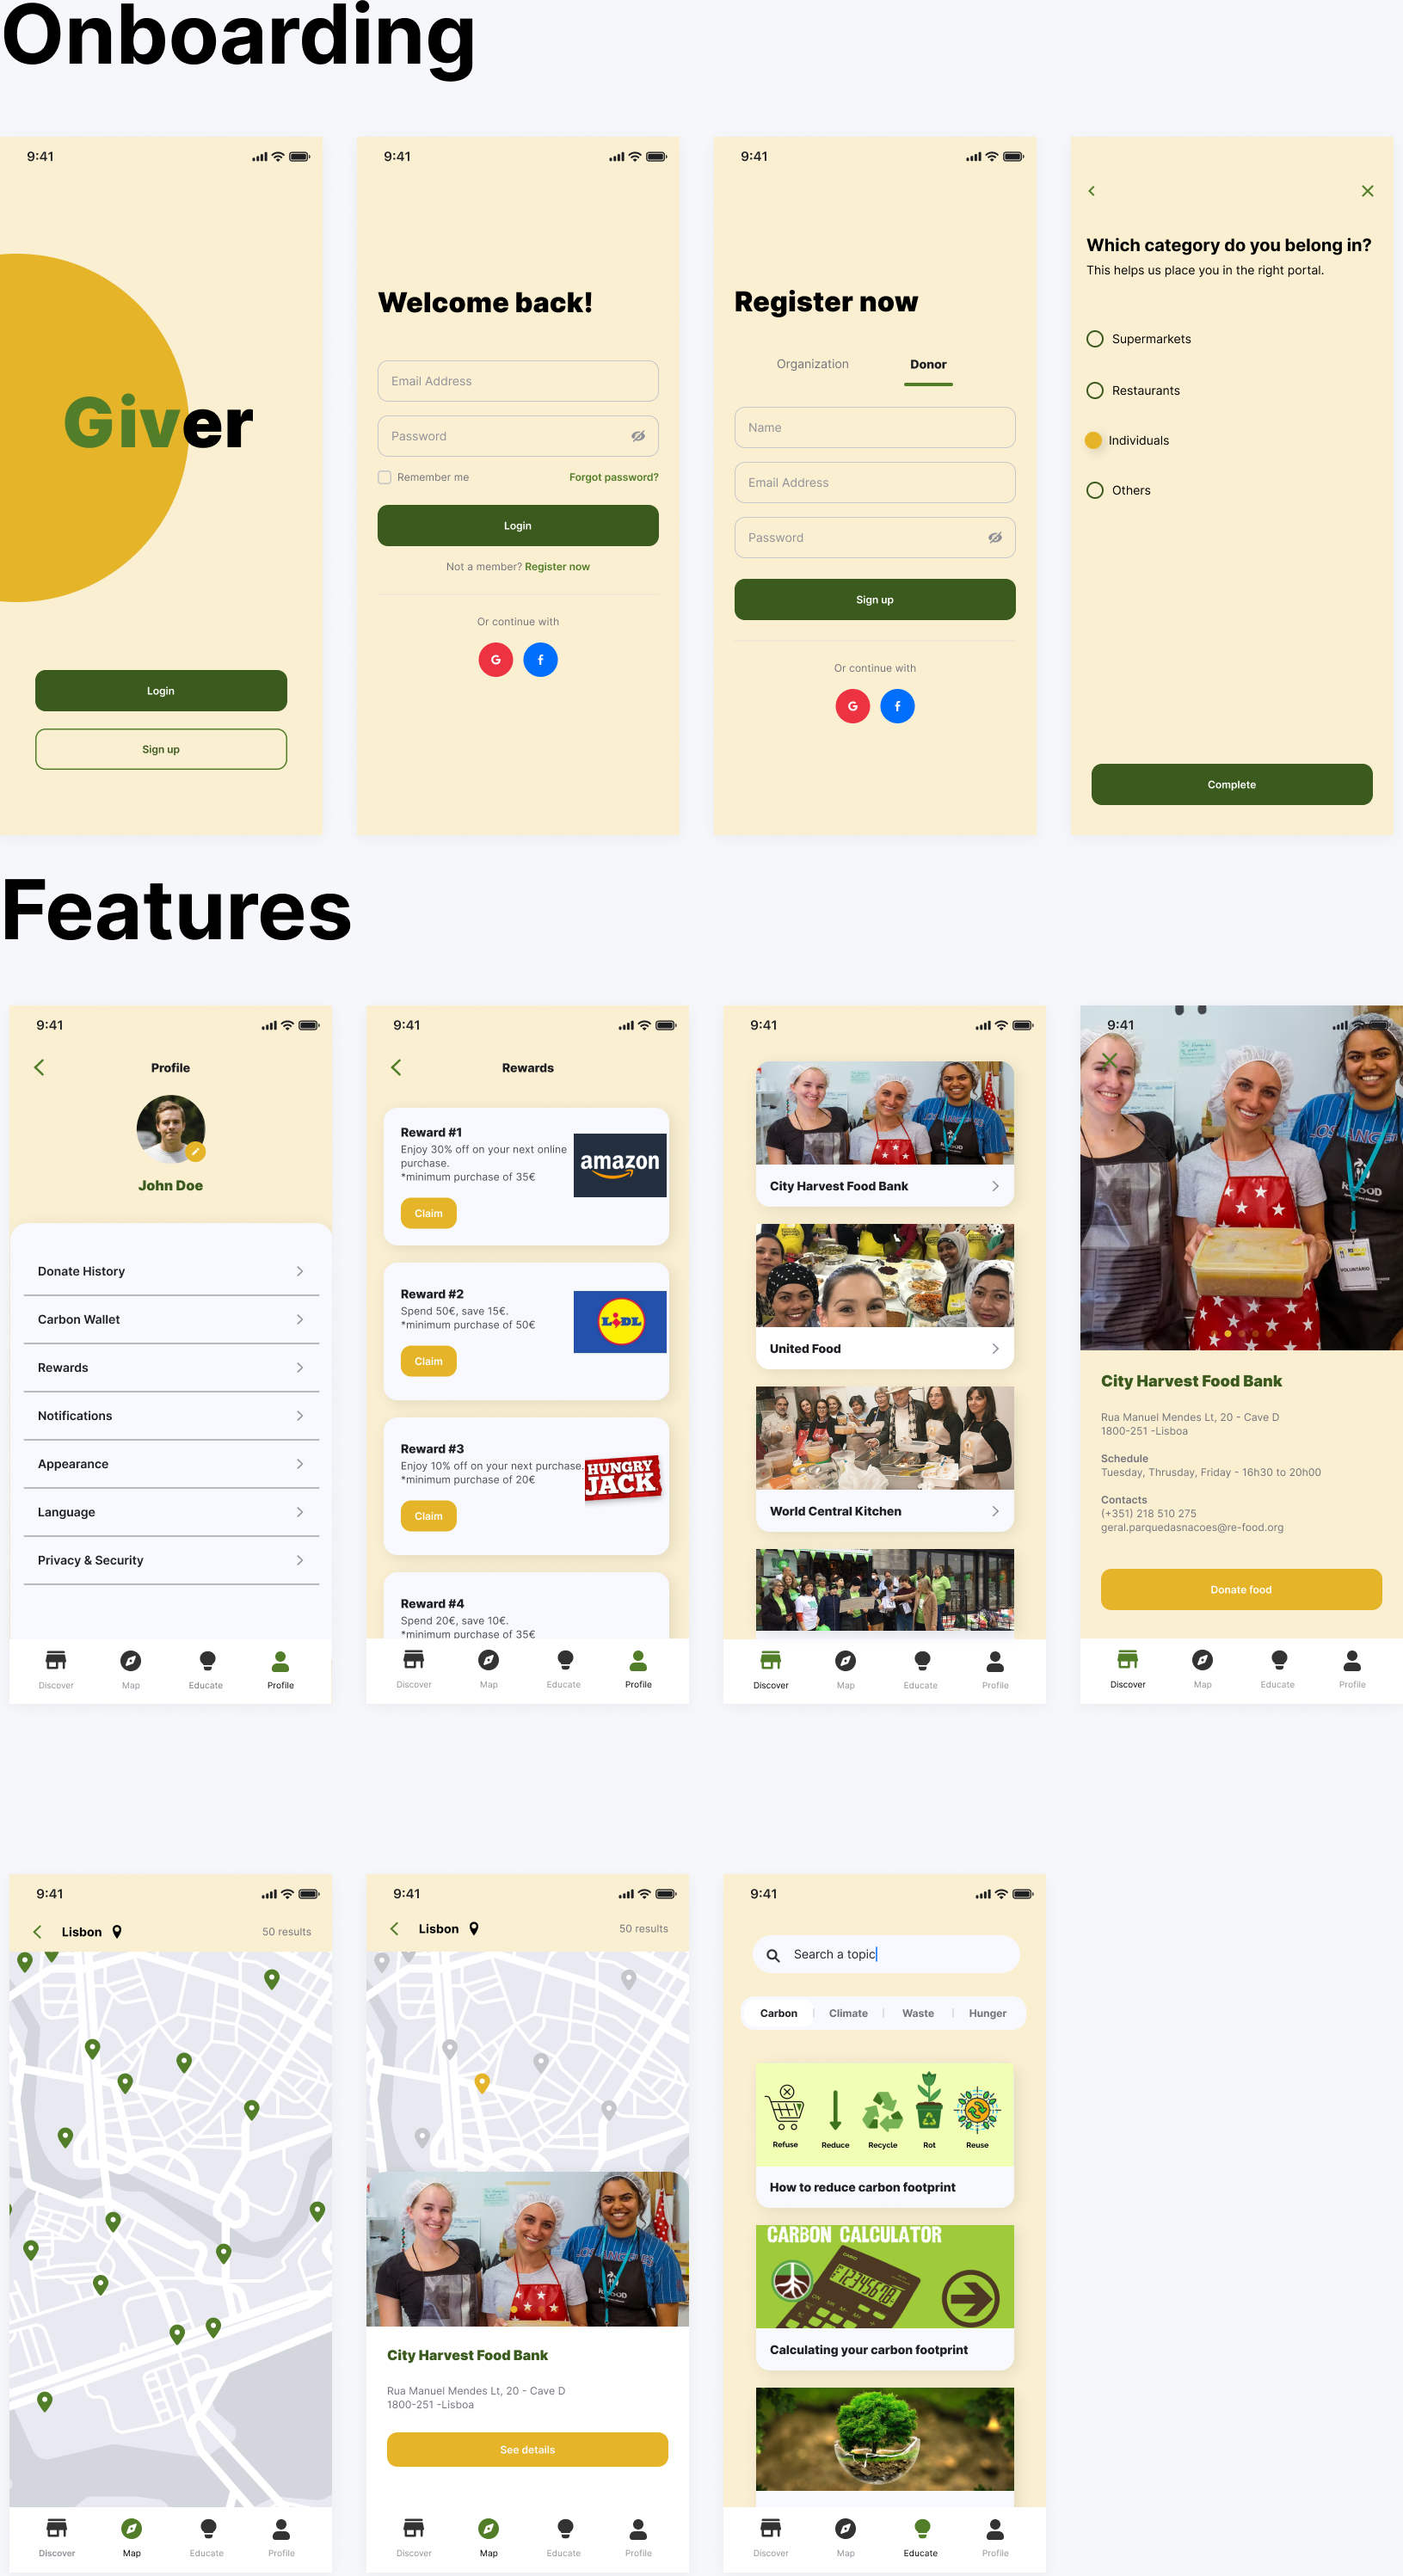 Onboarding
9:41
Giver
Login
Sign up
9:41
Welcome back!
Email Address
Password
Remember me
Forgot password?
Login
Not a member? Register now
Or continue with
G
f
9:41
Register now
Organization
Donor
Name
Email Address
Password
Sign up
Or continue with
G
f
Which category do you belong in?
This helps us place you in the right portal.
Supermarkets
Restaurants
Individuals
Others
Complete
Features
9:41
Profile
John Doe
Donate History
Carbon Wallet
Rewards
Notifications
Appearance
Language
Privacy & Security
Discover
Map
Educate
Profile
9:41
Rewards
Reward #1
Enjoy 30% off on your next online
purchase.
*minimum purchase of 35€
Claim
amazon
Reward #2
Spend 50€, save 15€.
*minimum purchase of 50€
Claim
LiDL
Reward #3
Enjoy 10% off on your next purchase.
*minimum purchase of 20€
Claim
HUNGRY
JACK
Reward #4
Spend 20€, save 10€.
*minimum purchase of 35€
Discover
Map
Educate
Profile
9:41
City Harvest Food Bank
United Food
World Central Kitchen
Discover
Map
Educate
Profile
9:41
VOLUNTÁRIO
City Harvest Food Bank
Rua Manuel Mendes Lt, 20 - Cave D
1800-251 -Lisboa
Schedule
Tuesday, Thrusday, Friday - 16h30 to 20h00
Contacts
(+351) 218 510 275
geral.parquedasnacoes@re-food.org
Donate food
Discover
Map
Educate
Profile
9:41
Lisbon
50 results
Discover
Map
Educate
Profile
9:41
Lisbon
50 results
City Harvest Food Bank
Rua Manuel Mendes Lt, 20 - Cave D
1800-251 -Lisboa
See details
Discover
Map
Educate
Profile
9:41
Search a topic
Carbon
Climate
Waste
Hunger
Refuse
Reduce
Recycle
Rot
Reuse
How to reduce carbon footprint
CARBON CALCULATOR
Calculating your carbon footprint
Discover
Map
Educate
Profile